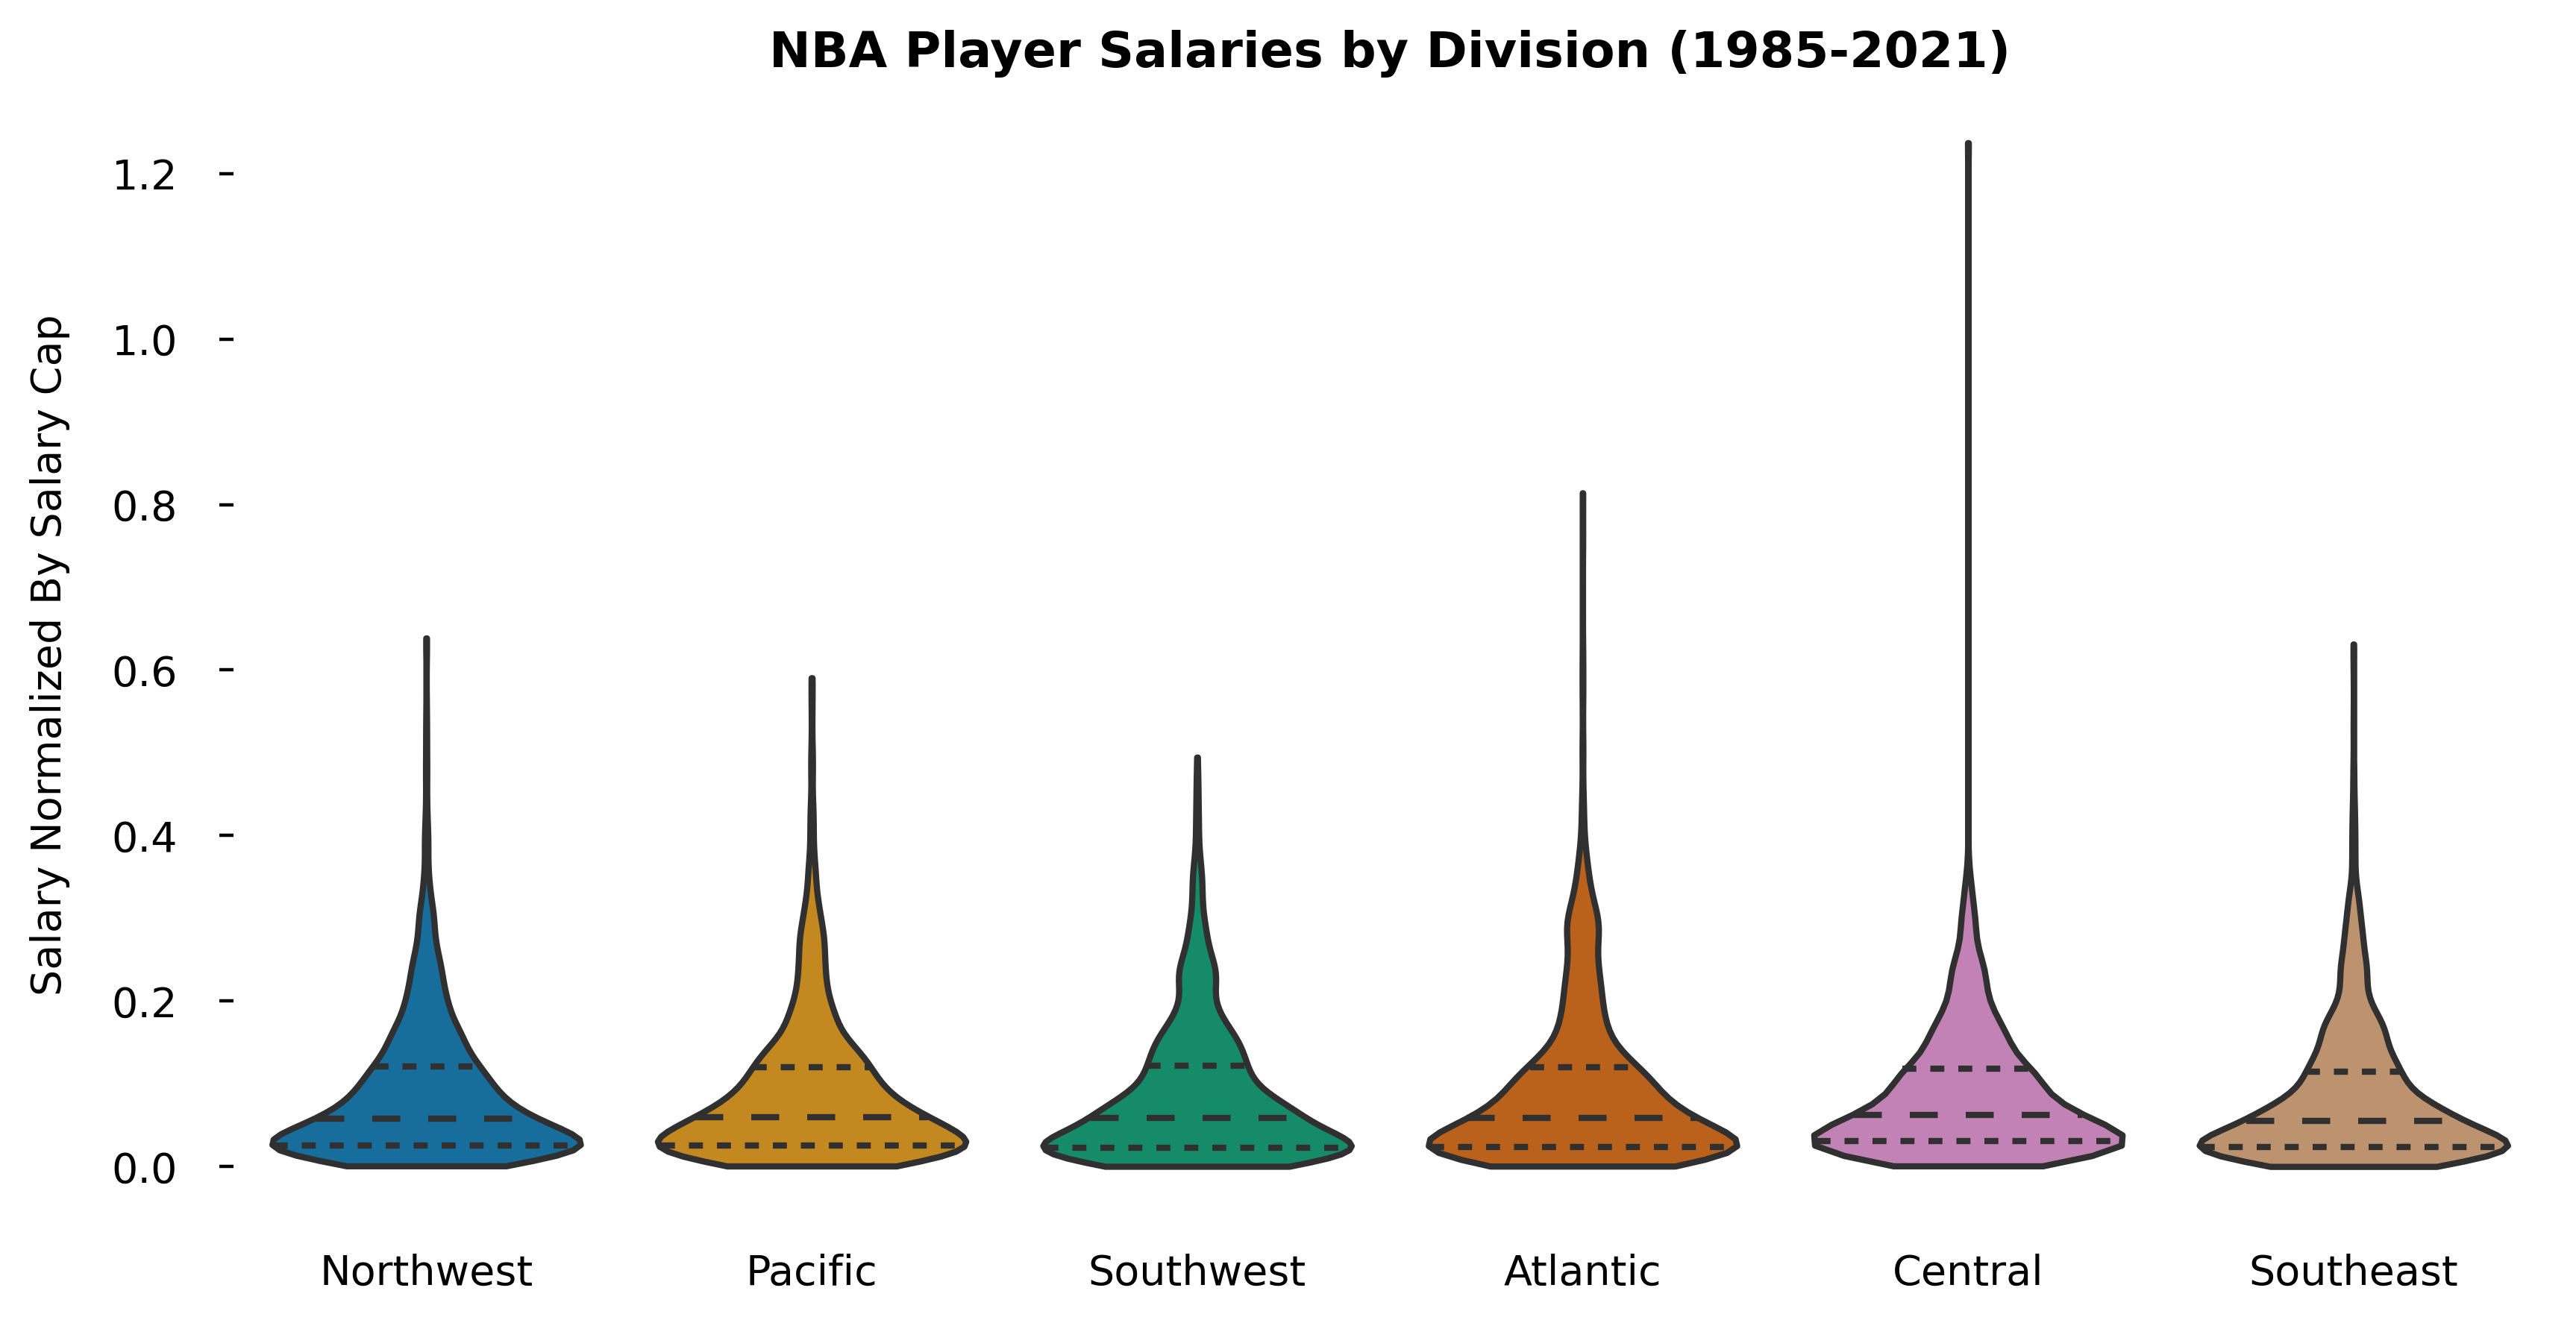 NBA Player Salaries by Division (1985-2021)
Salary Normalized By Salary Cap
1.2
1.0
0.8
0.6
0.4
0.2
0.0
Northwest
Pacific
Southwest
Atlantic
Central
Southeast